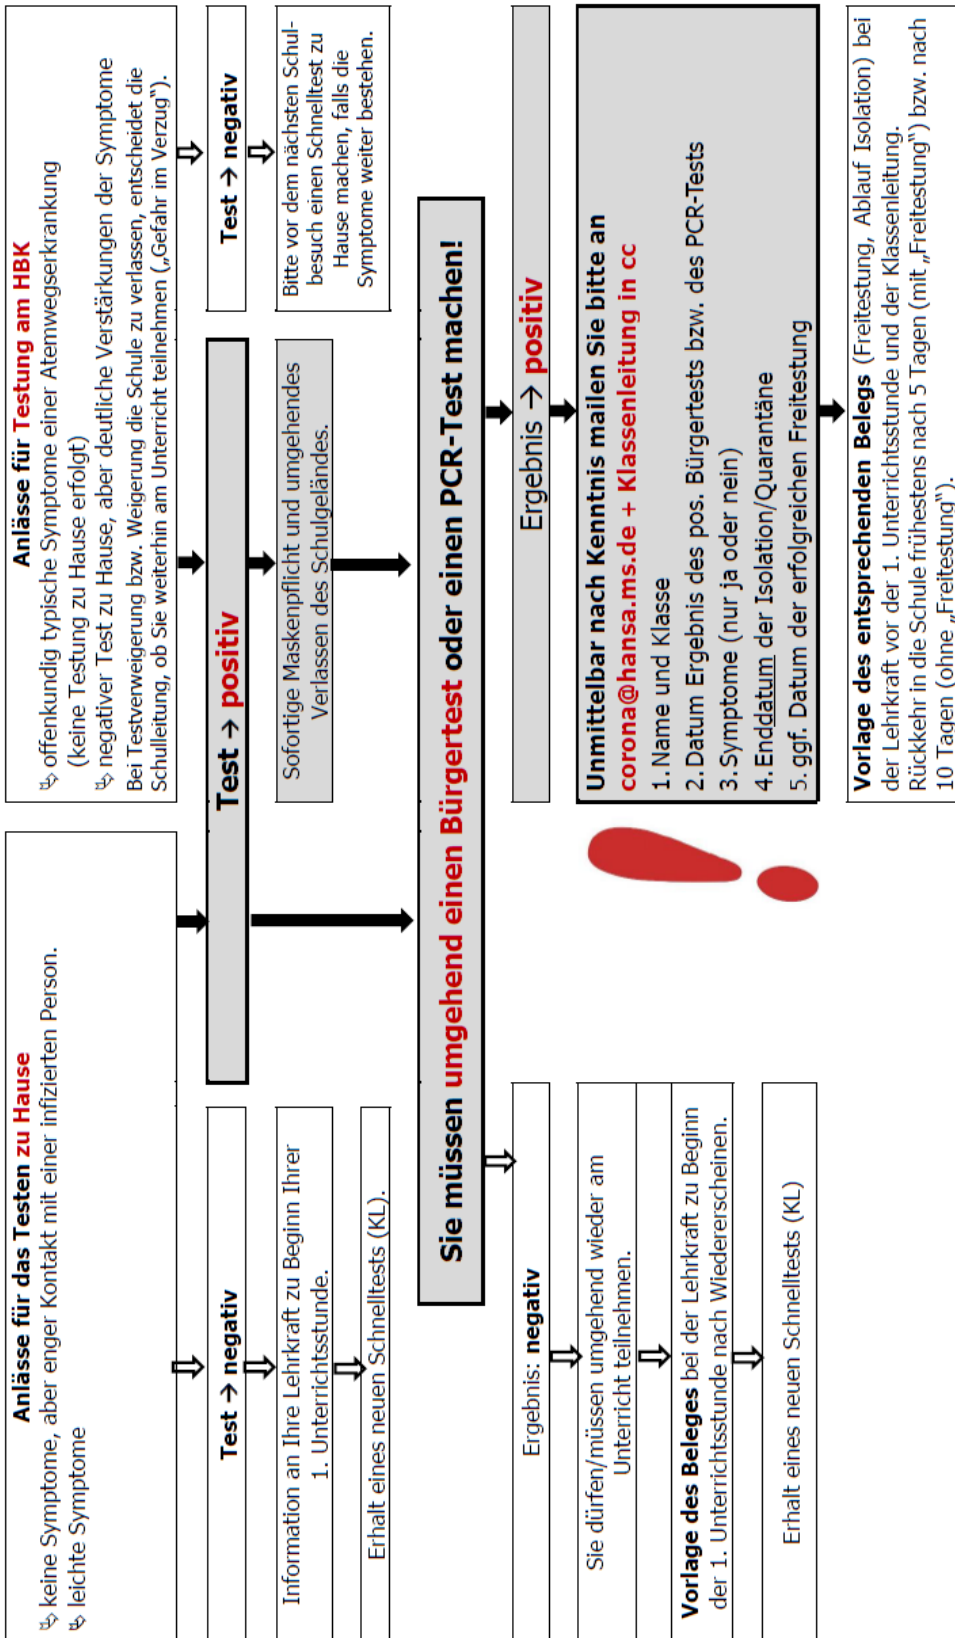 Anlässe für das Testen zu Hause
keine Symptome, aber enger Kontakt mit einer infizierten Person.
leichte Symptome
Anlässe für Testung am HBK
offenkundig typische Symptome einer Atemwegserkrankung
(keine Testung zu Hause erfolgt)
negativer Test zu Hause, aber deutliche Verstärkungen der Symptome
Bei Testverweigerung bzw. Weigerung die Schule zu verlassen, entscheidet die
Schulleitung, ob Sie weiterhin am Unterricht teilnehmen („Gefahr im Verzug").
Test → negativ
Test → positiv
Test → negativ
Information an Ihre Lehrkraft zu Beginn Ihrer
1. Unterrichtsstunde.
Erhalt eines neuen Schnelltests (KL).
Sofortige Maskenpflicht und umgehendes
Verlassen des Schulgeländes.
Bitte vor dem nächsten Schul-
besuch einen Schnelltest zu
Hause machen, falls die
Symptome weiter bestehen.
Sie müssen umgehend einen Bürgertest oder einen PCR-Test machen!
Ergebnis: negativ
Sie dürfen/müssen umgehend wieder am
Unterricht teilnehmen.
Vorlage des Beleges bei der Lehrkraft zu Beginn
der 1. Unterrichtsstunde nach Wiedererscheinen.
Erhalt eines neuen Schnelltests (KL)
Ergebnis → positiv
Unmittelbar nach Kenntnis mailen Sie bitte an
corona@hansa.ms.de + Klassenleitung in cc
1. Name und Klasse
2. Datum Ergebnis des pos. Bürgertests bzw. des PCR-Tests
3. Symptome (nur ja oder nein)
4. Enddatum der Isolation/Quarantäne
5. ggf. Datum der erfolgreichen Freitestung
Vorlage des entsprechenden Belegs (Freitestung, Ablauf Isolation) bei
der Lehrkraft vor der 1. Unterrichtsstunde und der Klassenleitung.
Rückkehr in die Schule frühestens nach 5 Tagen (mit „Freitestung") bzw. nach
10 Tagen (ohne „Freitestung").